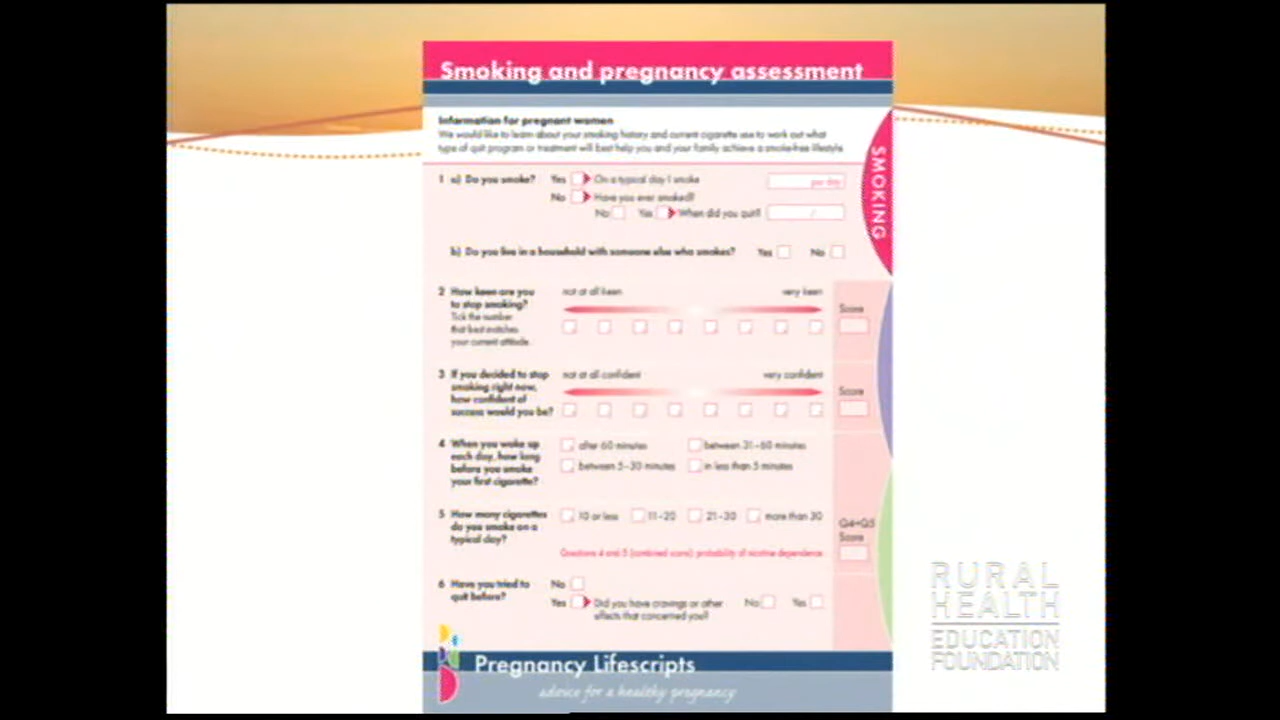 Smoking and pregnancy assessment
Information for pregnant women
We would like to learn about your smoking history and current cigarette use to work out what
type of quit program or treatment will best help you and your family achieve a smoke-free lifestyle.
SMOKING
1 a) Do you smoke? Yes On a typical day I smoke per day
No Have you ever smoked?
No Yes When did you quit? /
b) Do you live in a household with someone else who smokes? Yes No
2 How keen are you not at all keen very keen
to stop smoking? Score
Tick the number
that best matches
your current attitude.
3 If you decided to stop not at all confident very confident
smoking right now, Score
how confident of
success would you be?
4 When you wake up after 60 minutes between 31–60 minutes
each day, how long
before you smoke between 5–30 minutes in less than 5 minutes
your first cigarette?
5 How many cigarettes 10 or less 11–20 21–30 more than 30
do you smoke on a Q4+Q5
typical day? Score
Questions 4 and 5 (combined score) probability of nicotine dependence
6 Have you tried to No
quit before? Yes Did you have cravings or other No Yes
effects that concerned you?
Pregnancy Lifescripts
advice for a healthy pregnancy
RURAL
HEALTH
EDUCATION
FOUNDATION